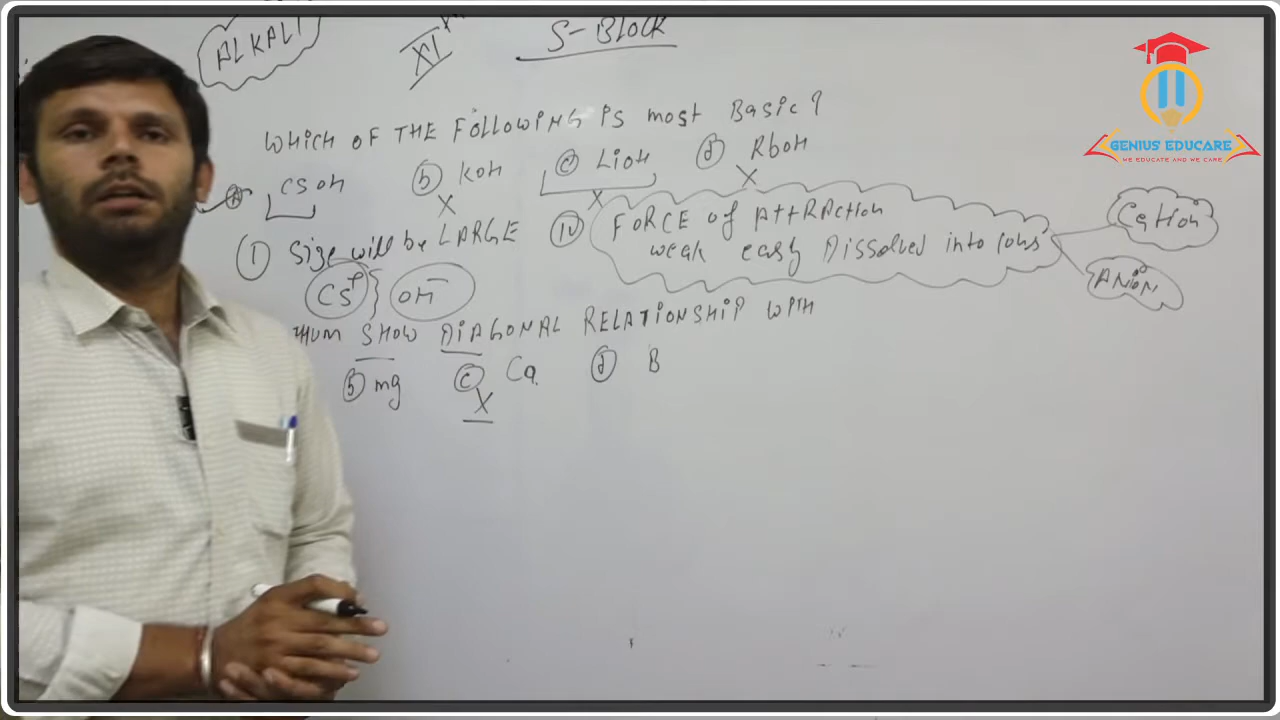 ALKALI
XI
S-BLOCK
WHICH OF THE FOLLOWING IS MOST BASIC?
(A) CSOH (b) KOH (C) LiOH (d) RbOH
X X X
(1) Size will be LARGE (iv) FORCE of Attraction
weak easily Dissolved into ions
Cation
ANION
CS+ } OH−
THIUM SHOW DIAGONAL RELATIONSHIP WITH
(b) mg (C) Ca (d) B
X
GENIUS EDUCARE
WE EDUCATE AND WE CARE